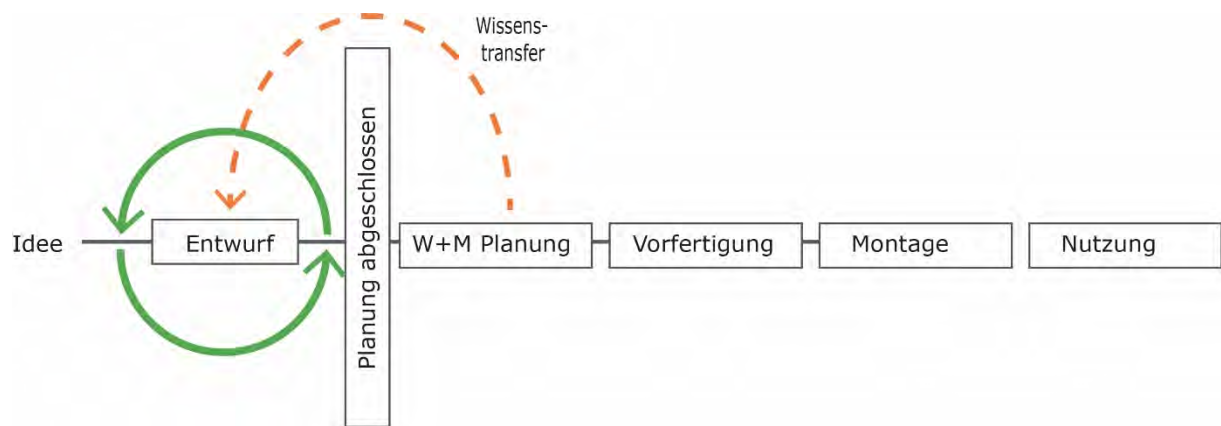 Wissens-
transfer
Idee
Entwurf
Planung abgeschlossen
W+M Planung
Vorfertigung
Montage
Nutzung